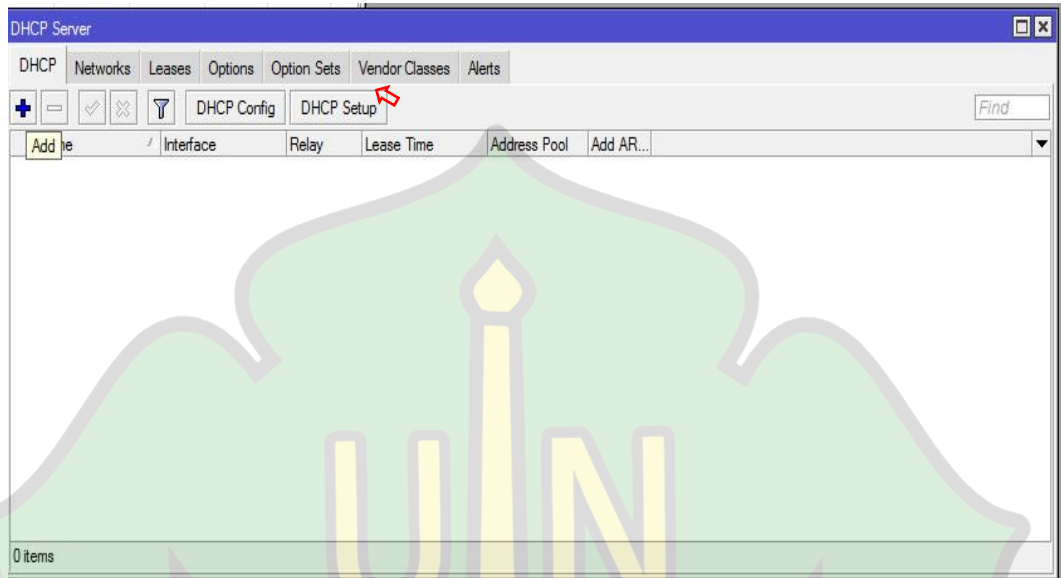 DHCP Server
DHCP Networks Leases Options Option Sets Vendor Classes Alerts
DHCP Config DHCP Setup Find
Add Interface Relay Lease Time Address Pool Add AR...
0 items
UIN